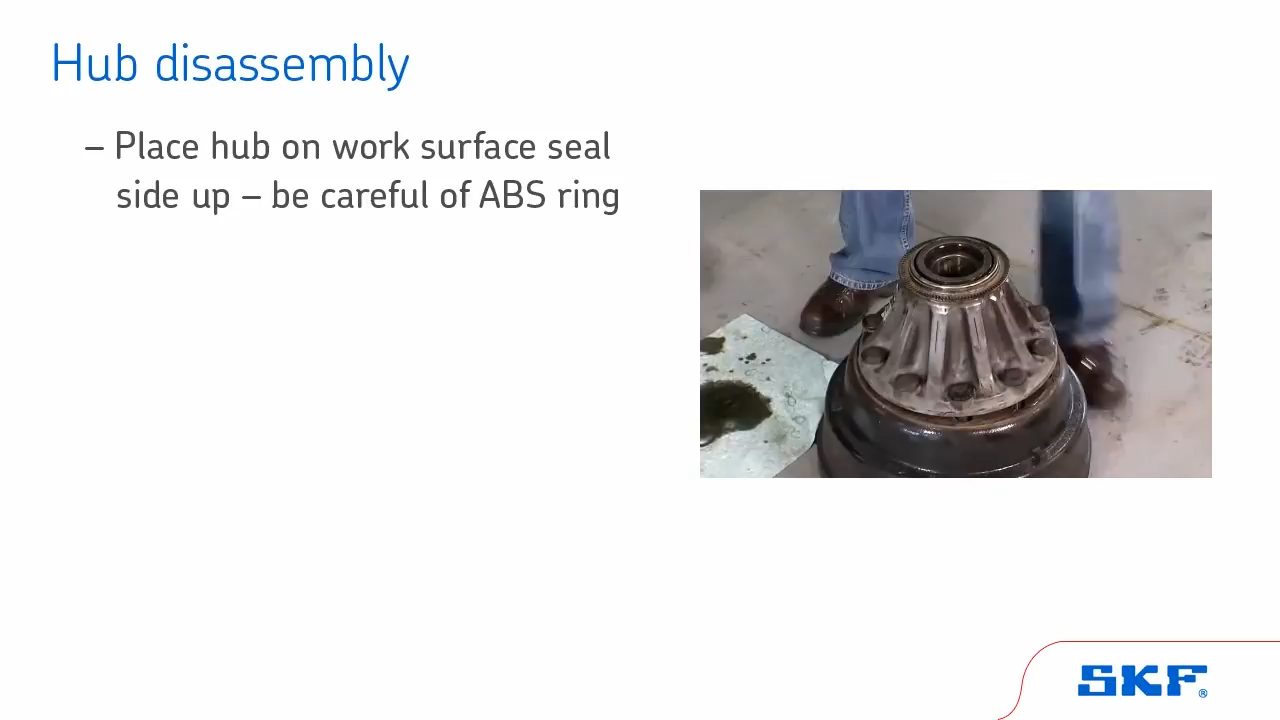 Hub disassembly
– Place hub on work surface seal
side up – be careful of ABS ring
SKF®